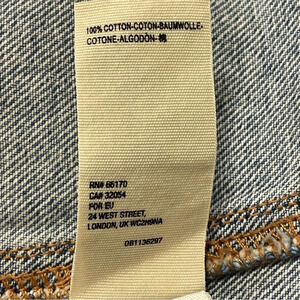 100% COTTON-COTON-BAUMWOLLE-
COTONE-ALGODÓN-棉
RN# 66170
CA# 32054
FOR EU
24 WEST STREET,
LONDON, UK WC2H9NA
0B1136297